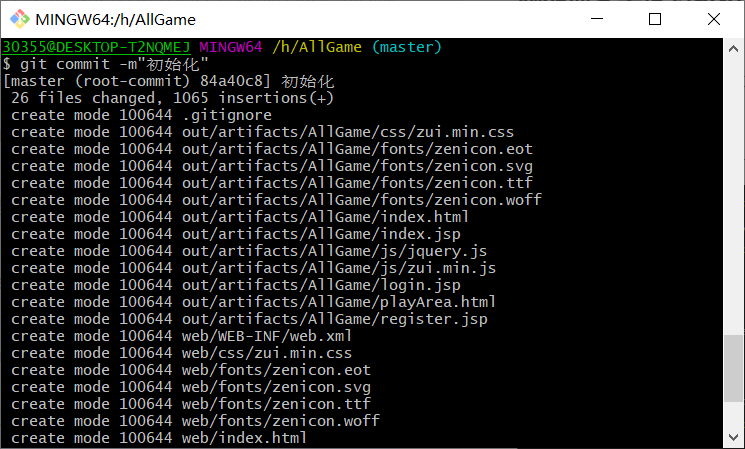 MINGW64:/h/AllGame
30355@DESKTOP-T2NQMEJ MINGW64 /h/AllGame (master)
$ git commit -m"初始化"
[master (root-commit) 84a40c8] 初始化
 26 files changed, 1065 insertions(+)
 create mode 100644 .gitignore
 create mode 100644 out/artifacts/AllGame/css/zui.min.css
 create mode 100644 out/artifacts/AllGame/fonts/zenicon.eot
 create mode 100644 out/artifacts/AllGame/fonts/zenicon.svg
 create mode 100644 out/artifacts/AllGame/fonts/zenicon.ttf
 create mode 100644 out/artifacts/AllGame/fonts/zenicon.woff
 create mode 100644 out/artifacts/AllGame/index.html
 create mode 100644 out/artifacts/AllGame/index.jsp
 create mode 100644 out/artifacts/AllGame/js/jquery.js
 create mode 100644 out/artifacts/AllGame/js/zui.min.js
 create mode 100644 out/artifacts/AllGame/login.jsp
 create mode 100644 out/artifacts/AllGame/playArea.html
 create mode 100644 out/artifacts/AllGame/register.jsp
 create mode 100644 web/WEB-INF/web.xml
 create mode 100644 web/css/zui.min.css
 create mode 100644 web/fonts/zenicon.eot
 create mode 100644 web/fonts/zenicon.svg
 create mode 100644 web/fonts/zenicon.ttf
 create mode 100644 web/fonts/zenicon.woff
 create mode 100644 web/index.html